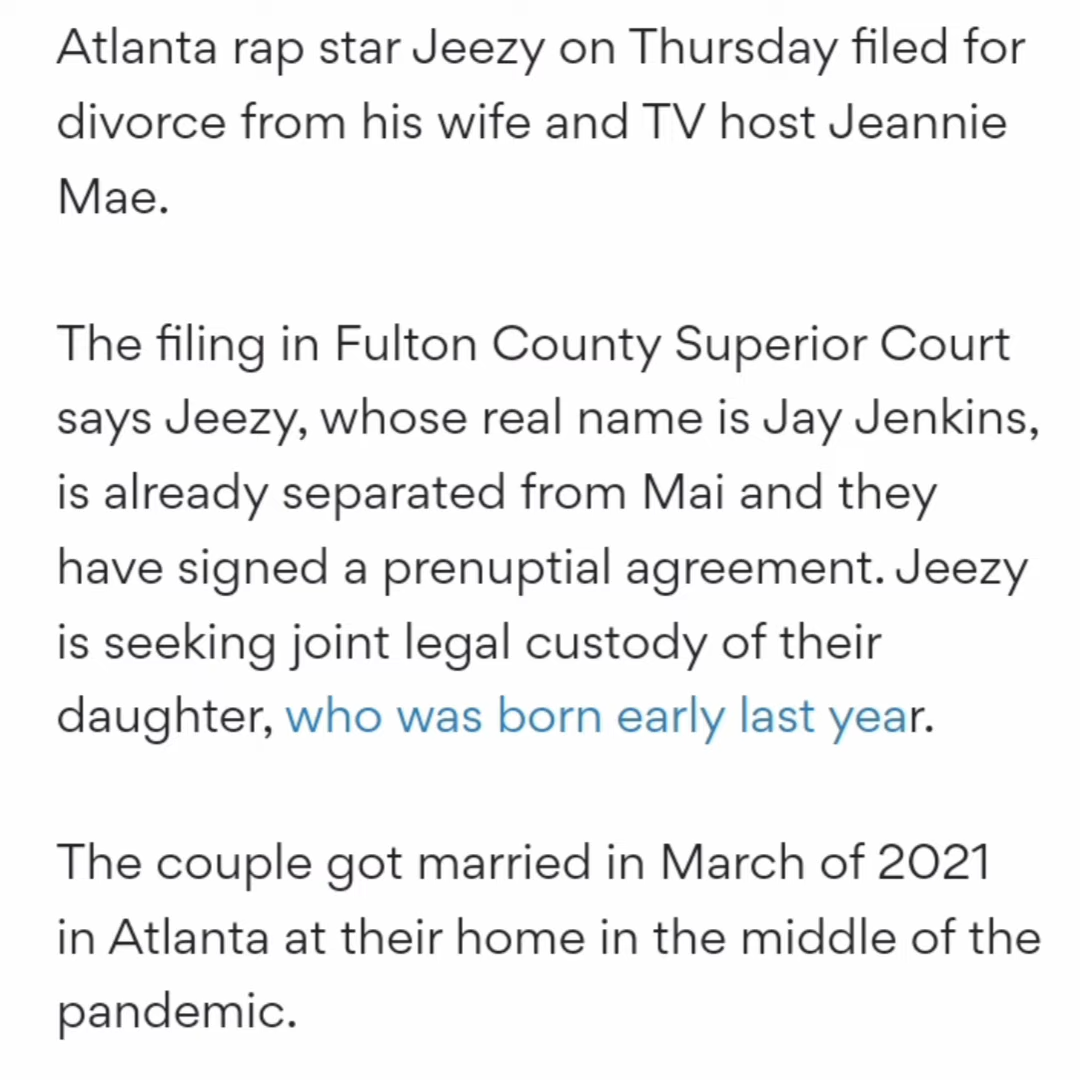 Atlanta rap star Jeezy on Thursday filed for
divorce from his wife and TV host Jeannie
Mae.
The filing in Fulton County Superior Court
says Jeezy, whose real name is Jay Jenkins,
is already separated from Mai and they
have signed a prenuptial agreement. Jeezy
is seeking joint legal custody of their
daughter, who was born early last year.
The couple got married in March of 2021
in Atlanta at their home in the middle of the
pandemic.